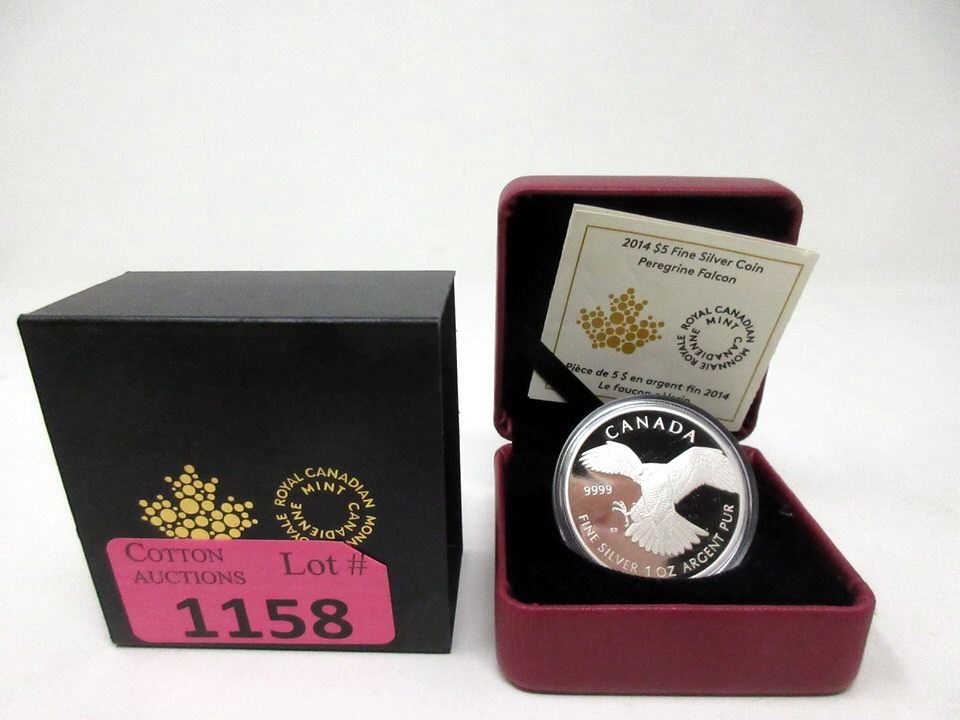 ROYAL CANADIAN MINT
MONNAIE ROYALE CANADIENNE
COTTON
AUCTIONS
Lot #
1158
2014 $5 Fine Silver Coin
Peregrine Falcon
ROYAL CANADIAN MINT
MONNAIE ROYALE CANADIENNE
Pièce de 5 $ en argent fin 2014
Le faucon
CANADA
9999
FINE SILVER 1 OZ ARGENT PUR